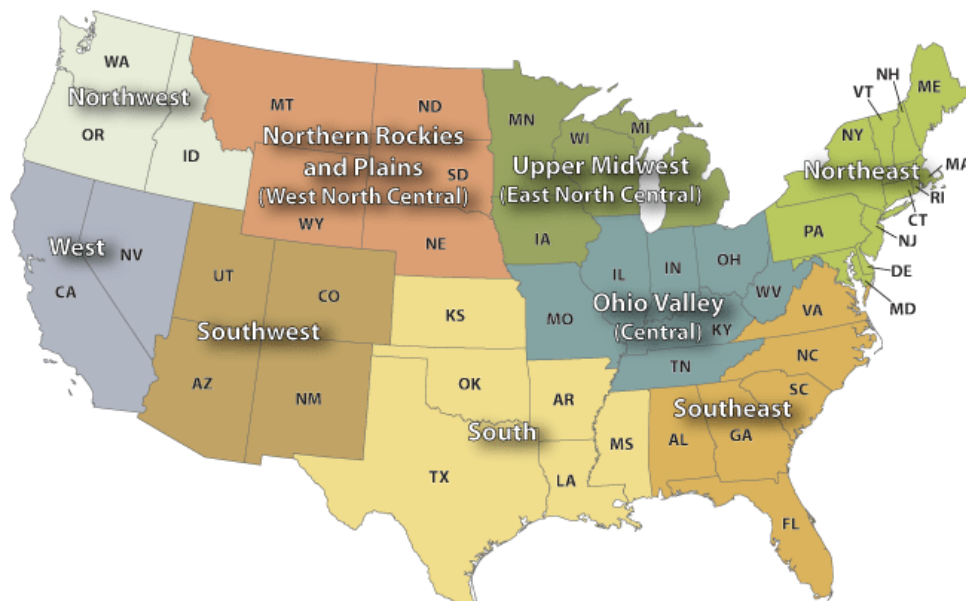 WA
Northwest
OR
ID
MT
ND
Northern Rockies
and Plains
(West North Central)
SD
WY
NE
MN
WI
MI
Upper Midwest
(East North Central)
IA
NH
ME
VT
NY
Northeast
MA
RI
CT
PA
NJ
DE
MD
West
NV
CA
UT
CO
Southwest
AZ
NM
KS
OK
AR
South
TX
LA
MS
IL
IN
OH
WV
Ohio Valley
(Central)
MO
KY
TN
VA
NC
SC
Southeast
AL
GA
FL